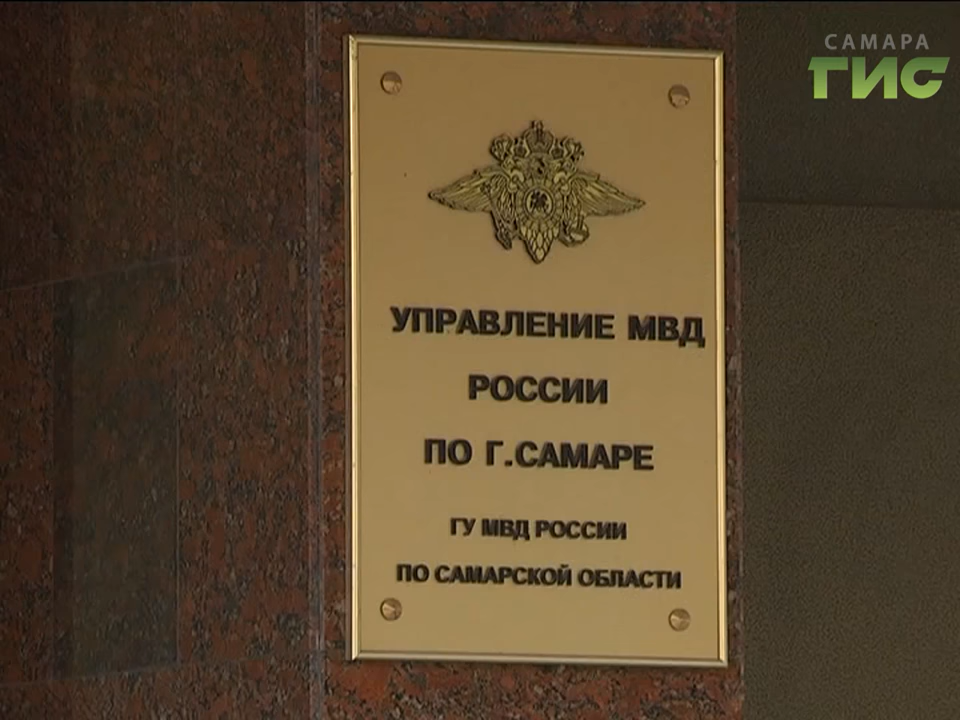 САМАРА
ГИС
УПРАВЛЕНИЕ МВД
РОССИИ
ПО Г.САМАРЕ
ГУ МВД РОССИИ
ПО САМАРСКОЙ ОБЛАСТИ